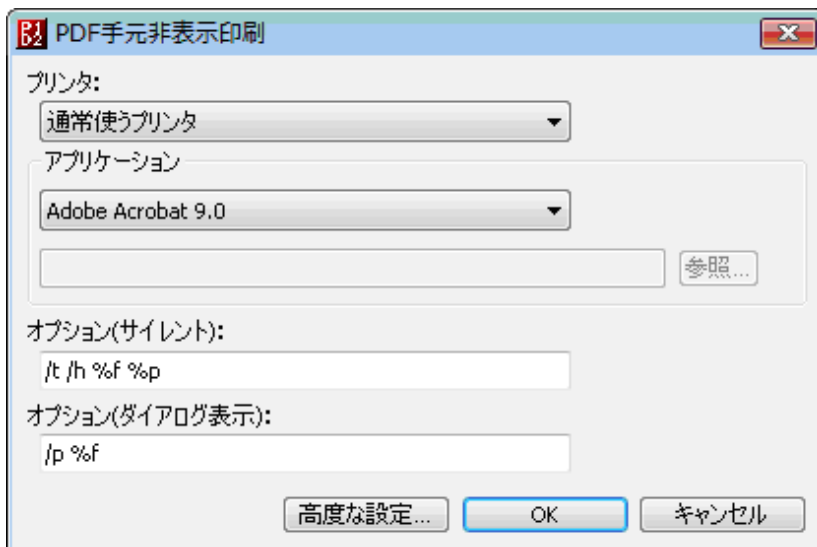 PDF手元非表示印刷
プリンタ:
通常使うプリンタ
アプリケーション
Adobe Acrobat 9.0
参照...
オプション(サイレント):
/t /h %f %p
オプション(ダイアログ表示):
/p %f
高度な設定... OK キャンセル